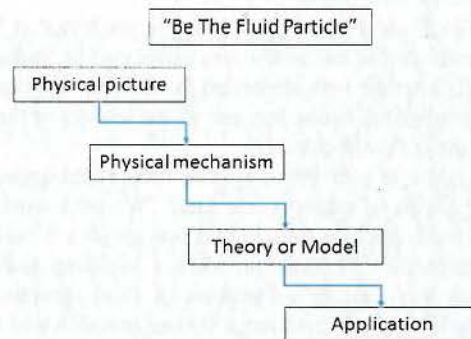 “Be The Fluid Particle”
Physical picture
Physical mechanism
Theory or Model
Application